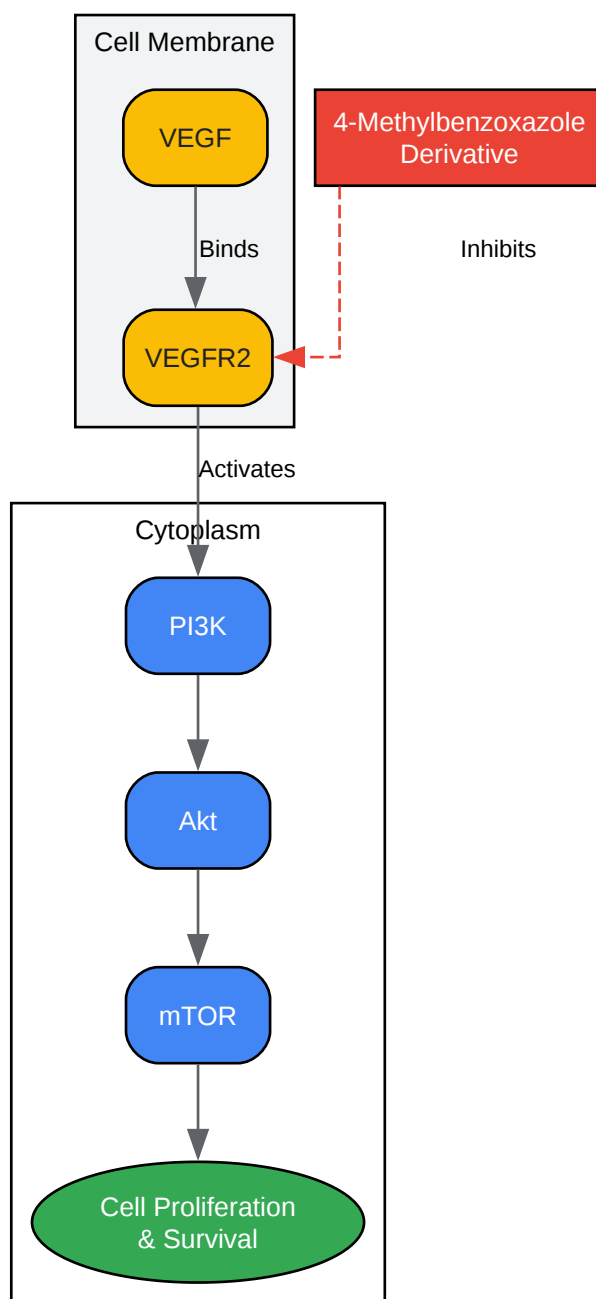 Cell Membrane
VEGF
4-Methylbenzoxazole
Derivative
Binds
Inhibits
VEGFR2
Activates
Cytoplasm
PI3K
Akt
mTOR
Cell Proliferation
& Survival